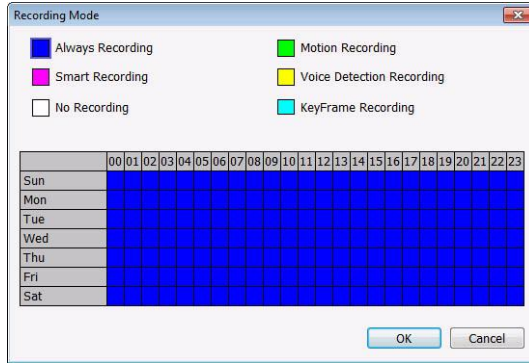 Recording Mode
Always Recording
Motion Recording
Smart Recording
Voice Detection Recording
No Recording
KeyFrame Recording
00 01 02 03 04 05 06 07 08 09 10 11 12 13 14 15 16 17 18 19 20 21 22 23
Sun
Mon
Tue
Wed
Thu
Fri
Sat
OK Cancel